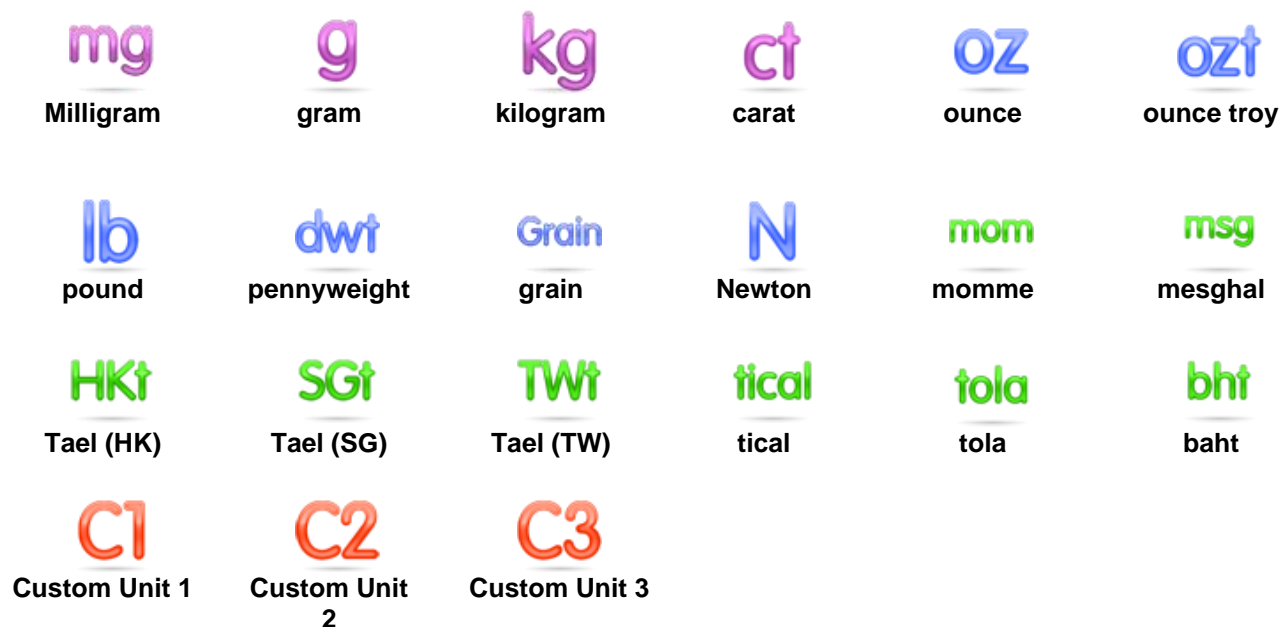 mg g kg ct oz ozt
Milligram gram kilogram carat ounce ounce troy
lb dwt Grain N mom msg
pound pennyweight grain Newton momme mesghal
HKt SGt TWt tical tola bht
Tael (HK) Tael (SG) Tael (TW) tical tola baht
C1 C2 C3
Custom Unit 1 Custom Unit Custom Unit 3
2